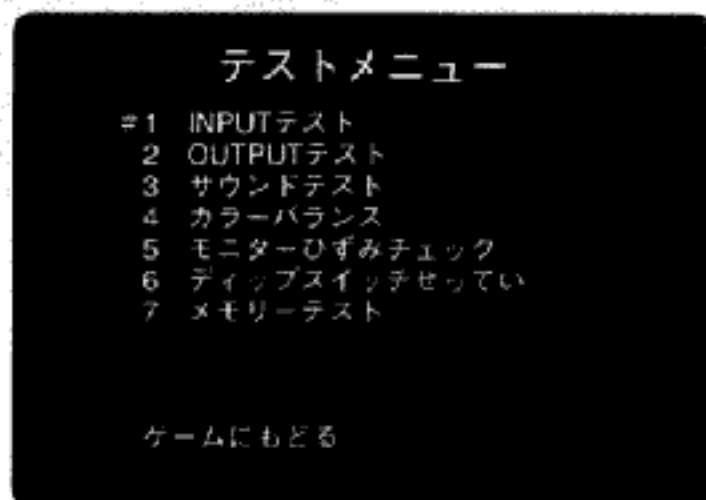 テストメニュー
#1 INPUTテスト
2 OUTPUTテスト
3 サウンドテスト
4 カラーバランス
5 モニターひずみチェック
6 ディップスイッチせってい
7 メモリーテスト
ゲームにもどる